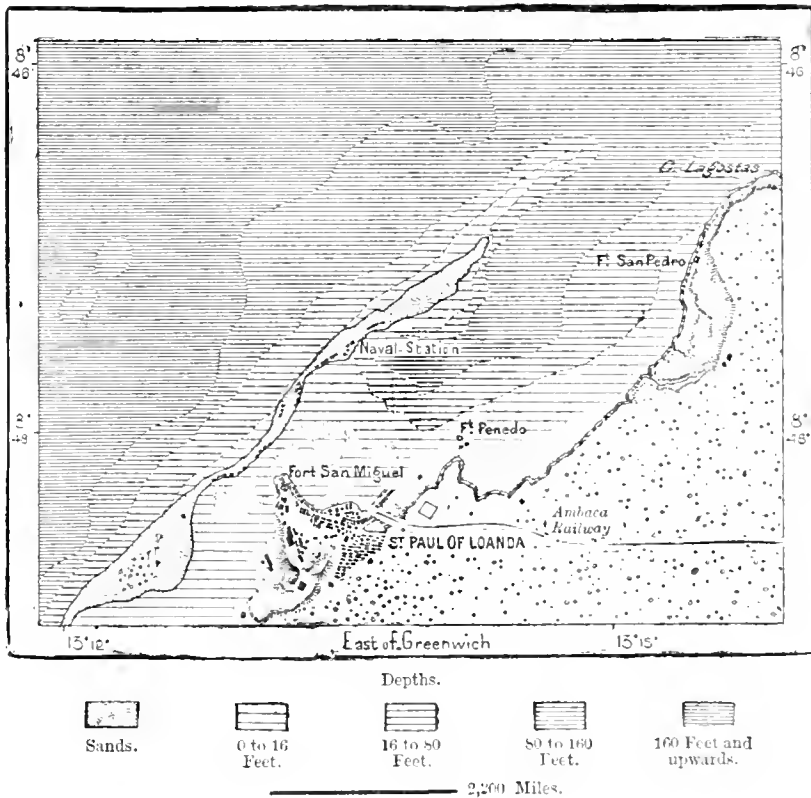 8°
46'
8°
46'
C. Lagostas
Ft. San Pedro
Naval Station
8°
48'
8°
48'
Ft. Penedo
Fort San Miguel
Ambaca
Railway
ST. PAUL OF LOANDA
13°12'
East of Greenwich
13°15'
Depths.
Sands.
0 to 16
Feet.
16 to 80
Feet.
80 to 160
Feet.
160 Feet and
upwards.
2,200 Miles.